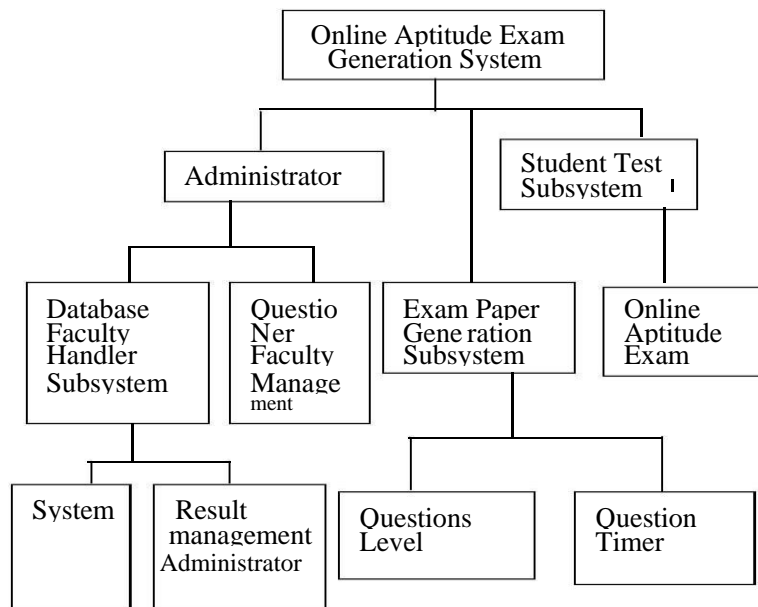 Online Aptitude Exam
Generation System
Administrator
Student Test
Subsystem
Database
Faculty
Handler
Subsystem
Questio
Ner
Faculty
Manage
ment
Exam Paper
Gene ration
Subsystem
Online
Aptitude
Exam
System
Result
management
Administrator
Questions
Level
Question
Timer